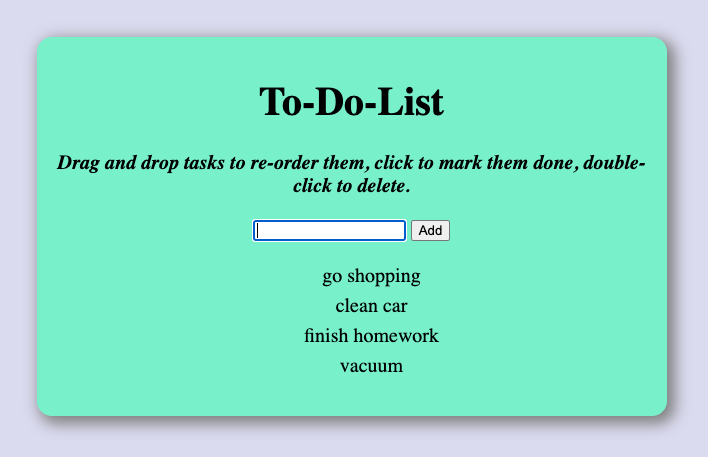 To-Do-List
Drag and drop tasks to re-order them, click to mark them done, double-
click to delete.
Add
go shopping
clean car
finish homework
vacuum